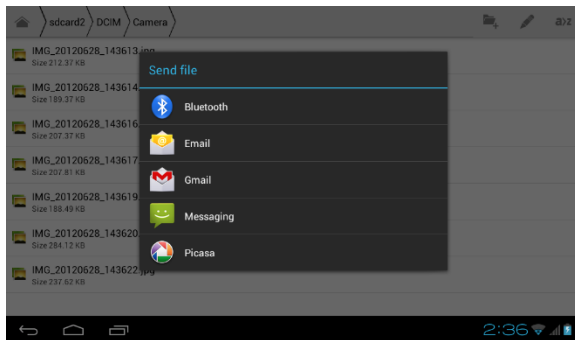 sdcard2 DCIM Camera a>z
IMG_20120628_143613.jpg
Size 212.37 KB
IMG_20120628_143614
Size 189.37 KB
IMG_20120628_143616
Size 207.37 KB
IMG_20120628_143617
Size 207.81 KB
IMG_20120628_143619
Size 188.49 KB
IMG_20120628_143620
Size 284.12 KB
IMG_20120628_143622.jpg
Size 237.62 KB
Send file
Bluetooth
Email
Gmail
Messaging
Picasa
2:36